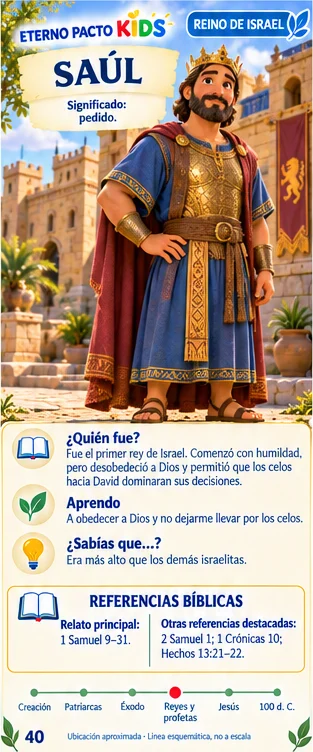 ETERNO PACTO KIDS
REINO DE ISRAEL
SAÚL
Significado:
pedido.
¿Quién fue?
Fue el primer rey de Israel. Comenzó con humildad,
pero desobedeció a Dios y permitió que los celos
hacia David dominaran sus decisiones.
Aprendo
A obedecer a Dios y no dejarme llevar por los celos.
¿Sabías que...?
Era más alto que los demás israelitas.
REFERENCIAS BÍBLICAS
Relato principal:
1 Samuel 9–31.
Otras referencias destacadas:
2 Samuel 1; 1 Crónicas 10;
Hechos 13:21–22.
Creación
Patriarcas
Éxodo
Reyes y
profetas
Jesús
100 d. C.
40
Ubicación aproximada · Línea esquemática, no a escala